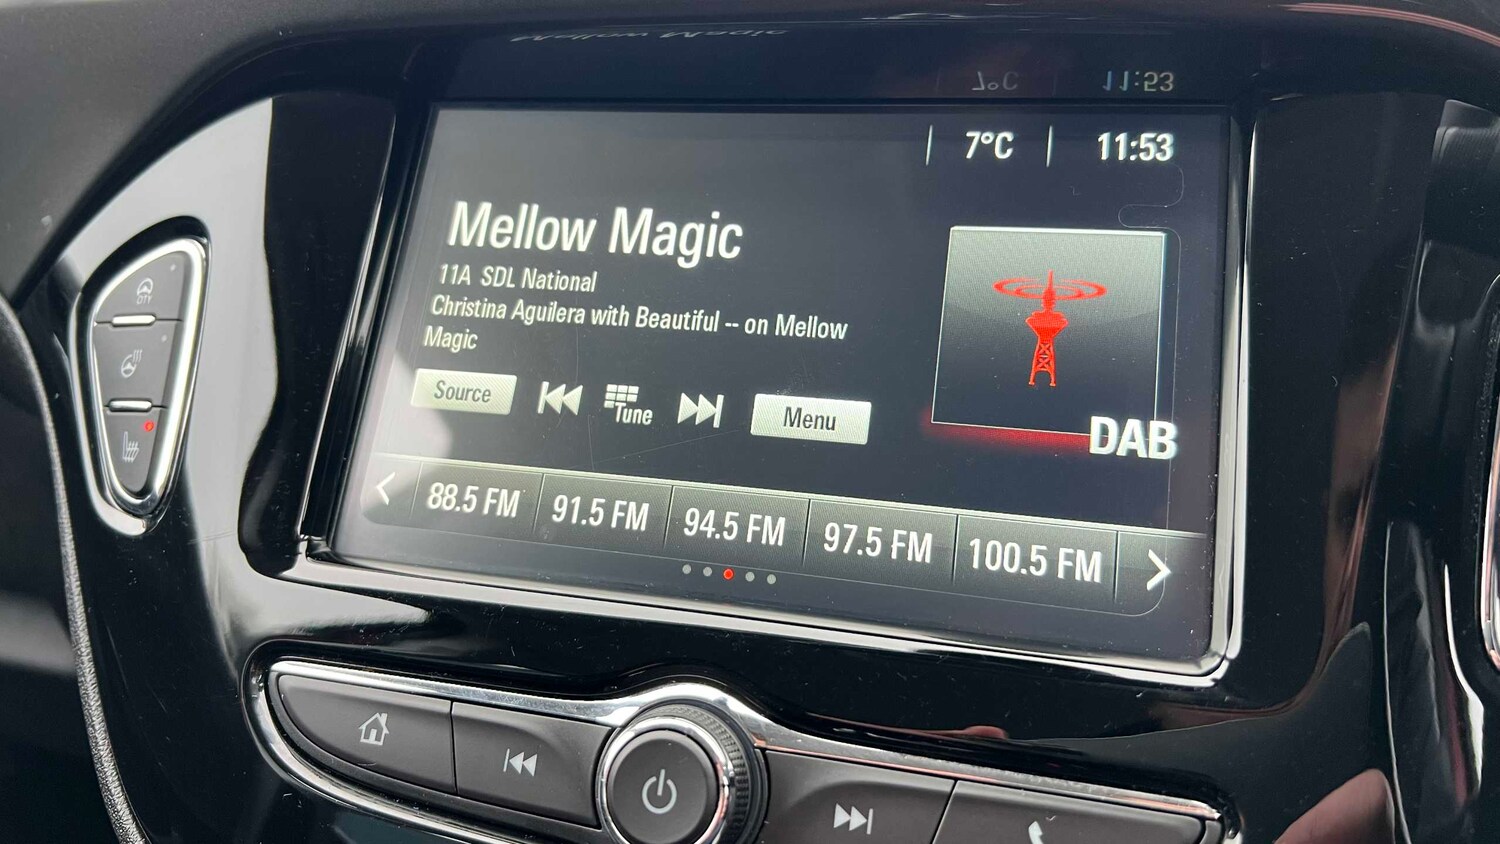 7°C 11:53
Mellow Magic
11A SDL National
Christina Aguilera with Beautiful -- on Mellow
Magic
Source Tune Menu
DAB
88.5 FM 91.5 FM 94.5 FM 97.5 FM 100.5 FM
CITY